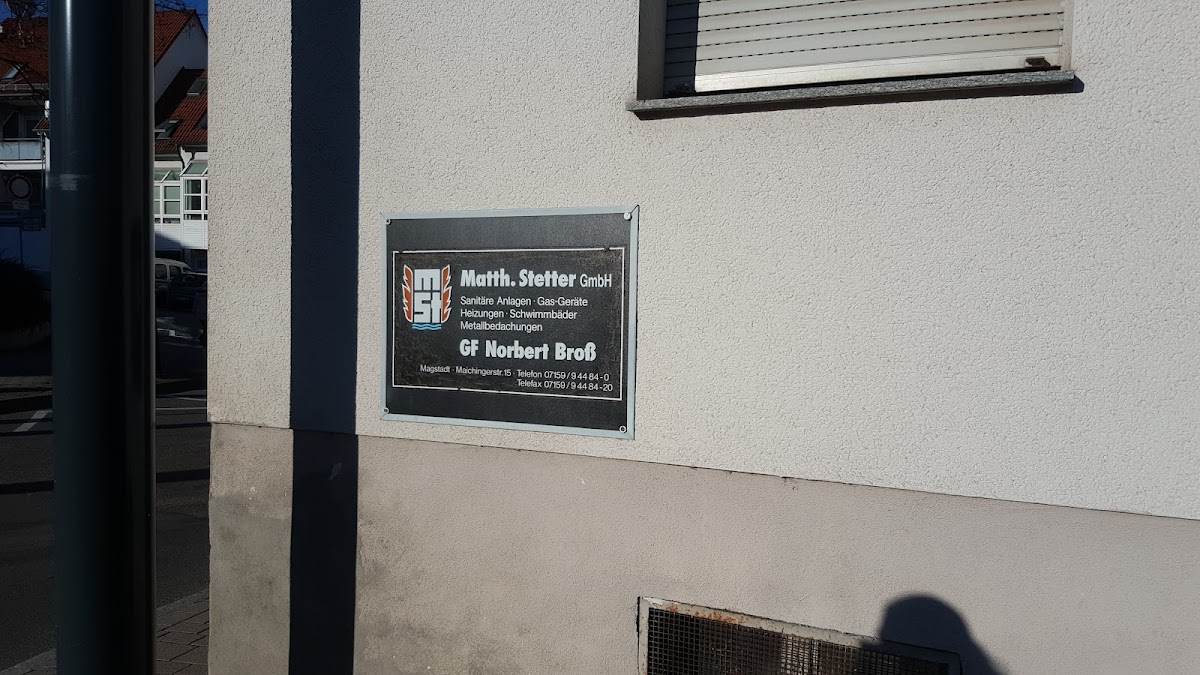 mst
Matth. Stetter GmbH
Sanitäre Anlagen · Gas-Geräte
Heizungen · Schwimmbäder
Metallbedachungen
GF Norbert Broß
Magstadt · Maichingerstr. 15 · Telefon 07159 / 9 44 84 - 0
Telefax 07159 / 9 44 84 - 20